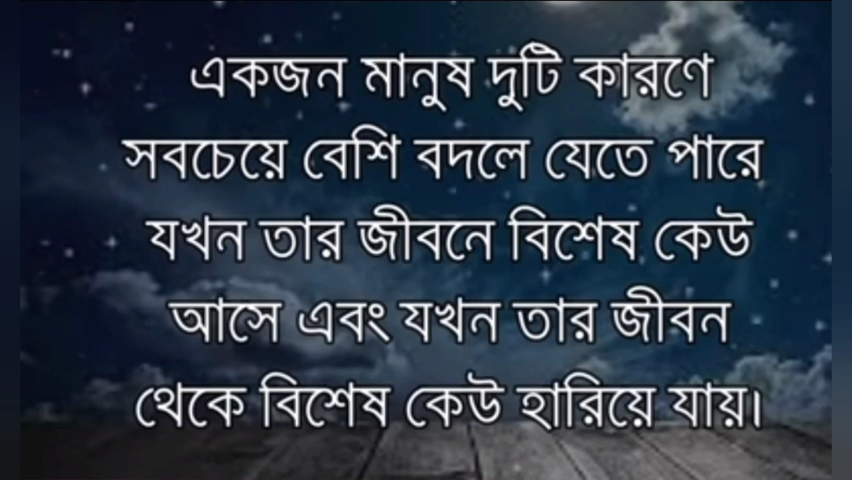 একজন মানুষ দুটি কারণে
সবচেয়ে বেশি বদলে যেতে পারে
যখন তার জীবনে বিশেষ কেউ
আসে এবং যখন তার জীবন
থেকে বিশেষ কেউ হারিয়ে যায়।